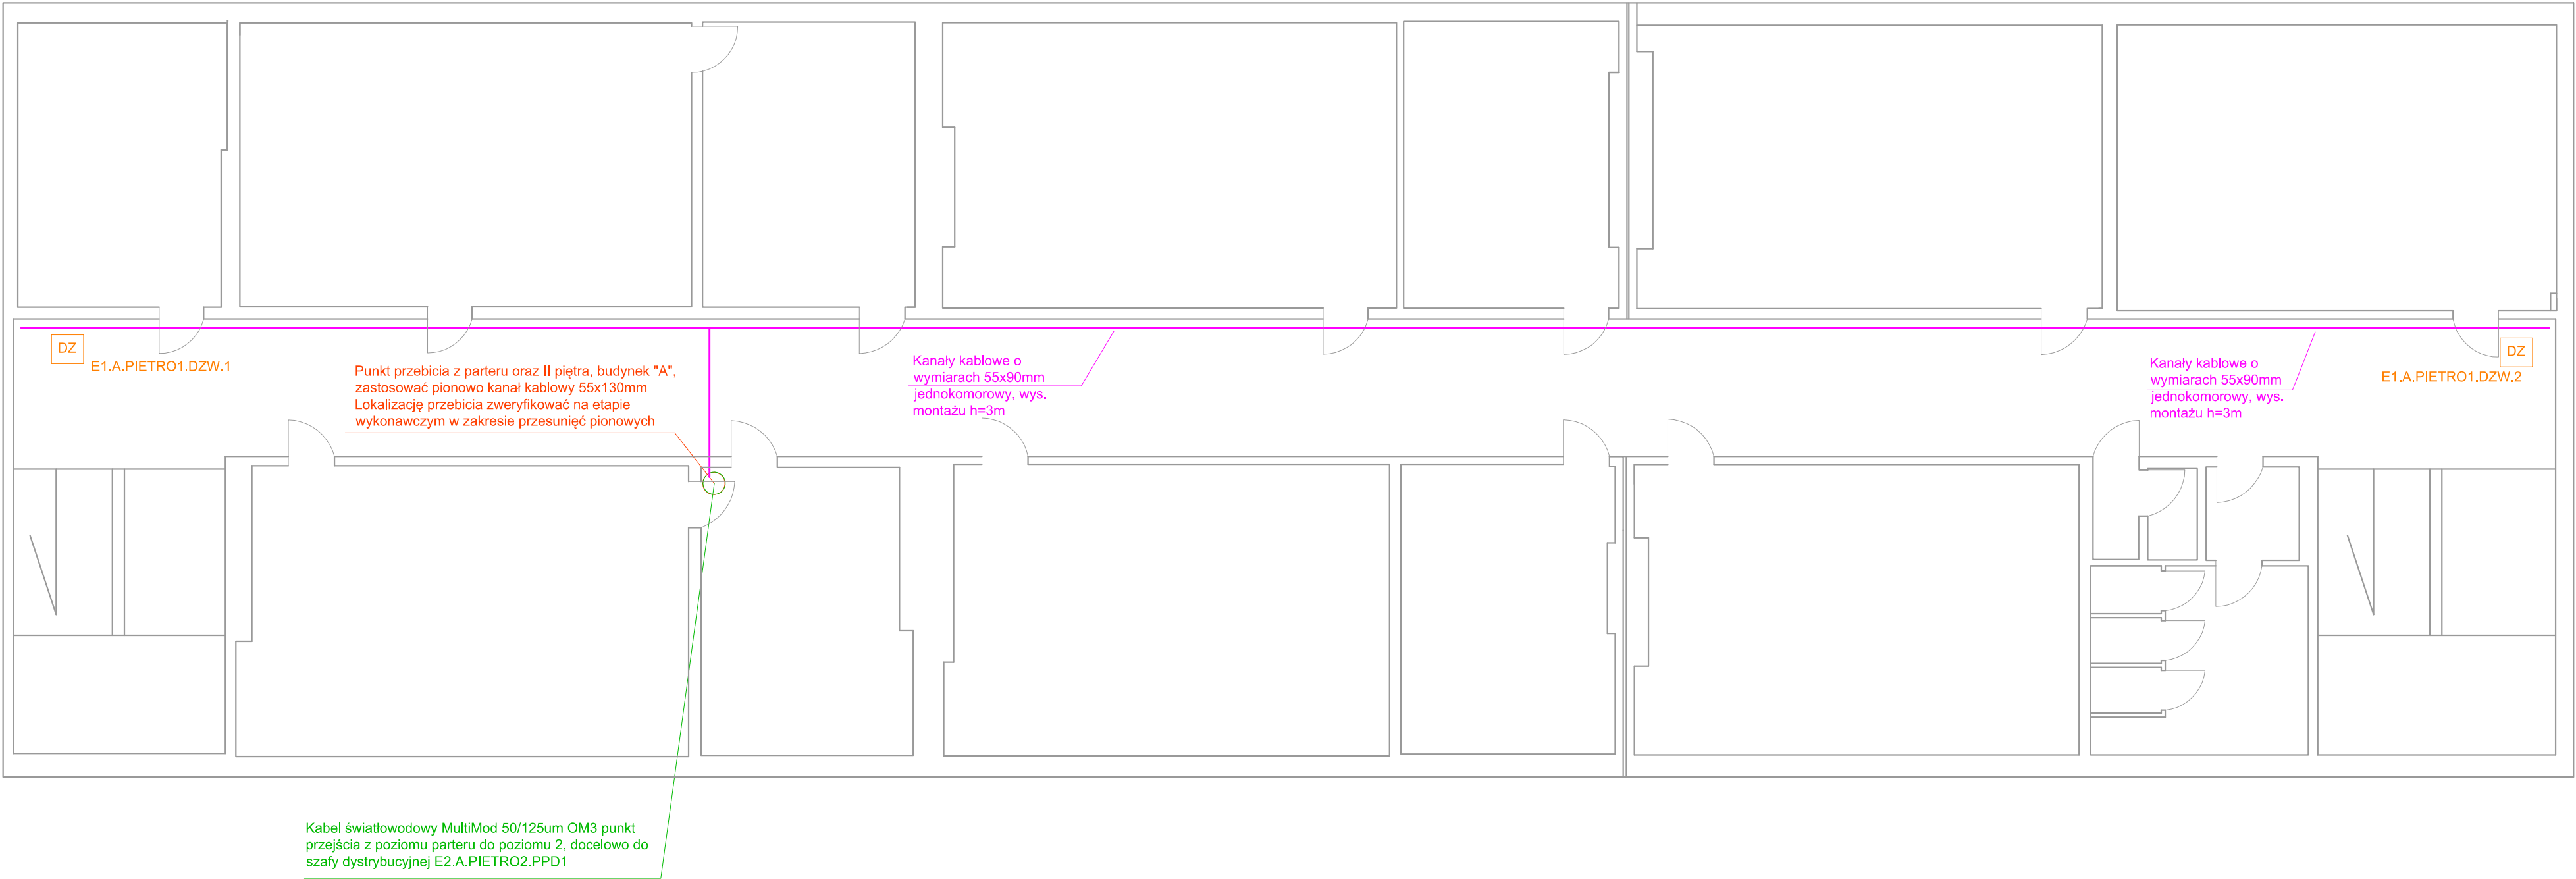 DZ
E1.A.PIETRO1.DZW.1
Punkt przebicia z parteru oraz II piętra, budynek "A",
zastosować pionowo kanał kablowy 55x130mm
Lokalizację przebicia zweryfikować na etapie
wykonawczym w zakresie przesunięć pionowych
Kanały kablowe o
wymiarach 55x90mm
jednokomorowy, wys.
montażu h=3m
Kanały kablowe o
wymiarach 55x90mm
jednokomorowy, wys.
montażu h=3m
DZ
E1.A.PIETRO1.DZW.2
Kabel światłowodowy MultiMod 50/125um OM3 punkt
przejścia z poziomu parteru do poziomu 2, docelowo do
szafy dystrybucyjnej E2.A.PIETRO2.PPD1